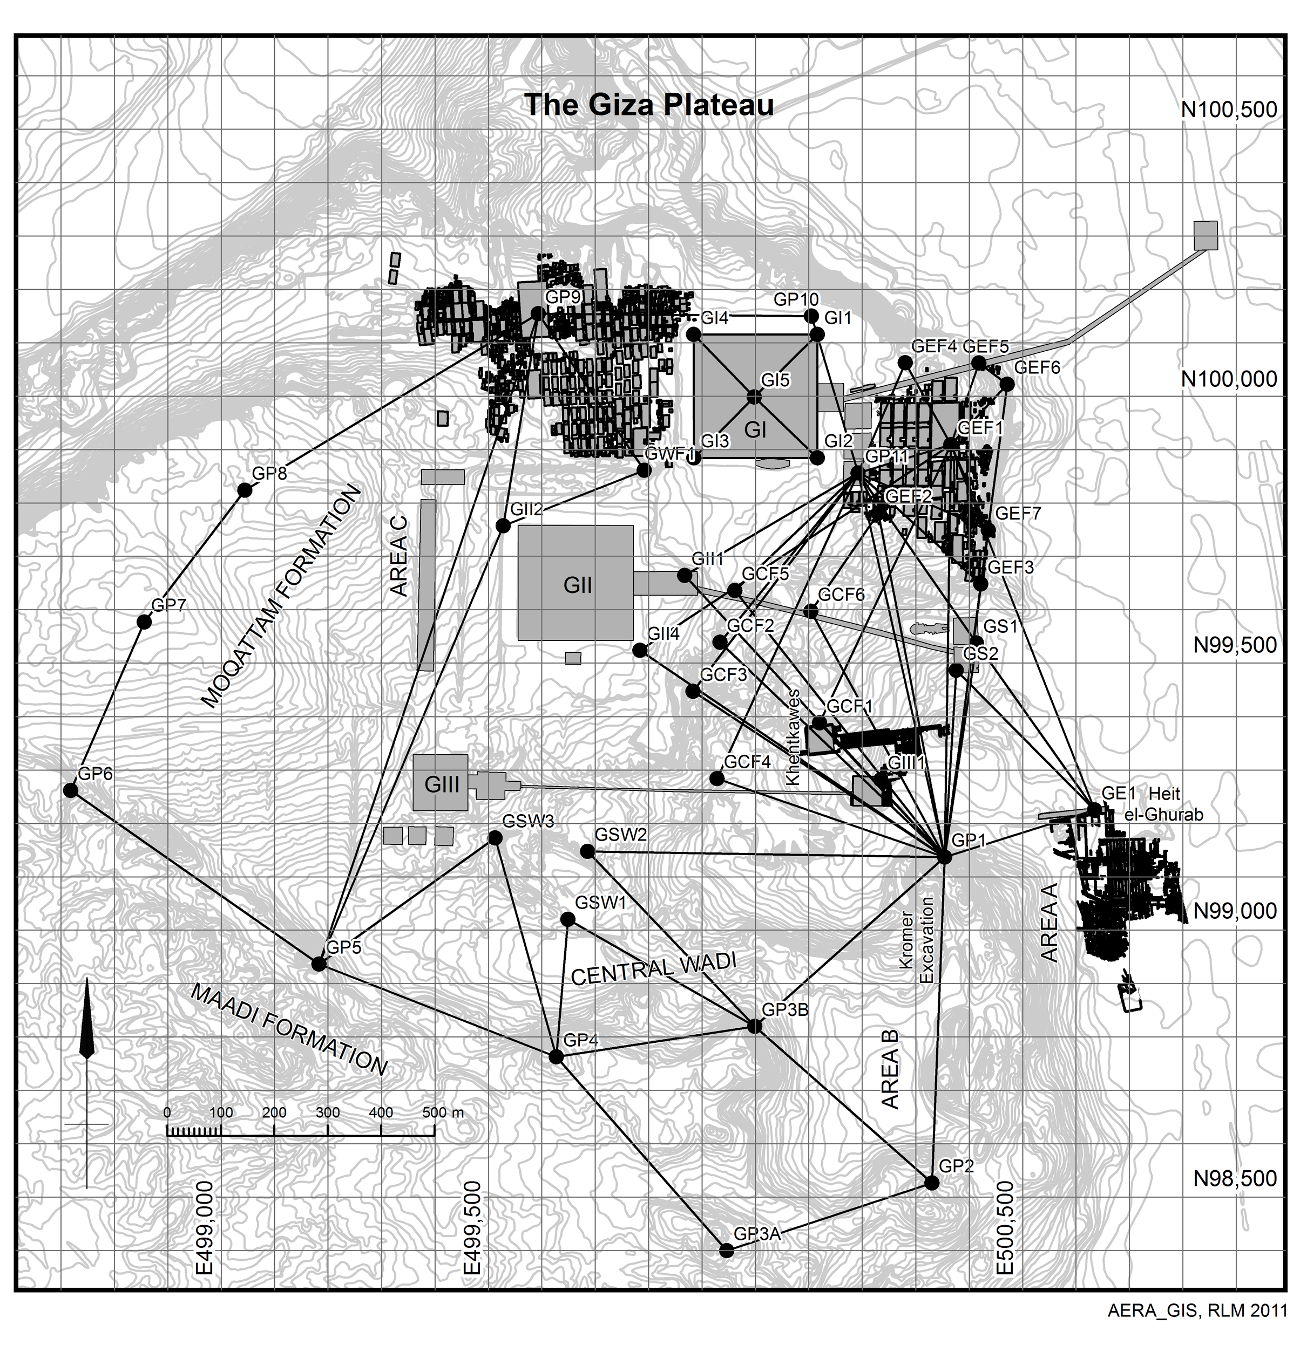 The Giza Plateau
N100,500
GP9
GP10
GI4
GI1
GEF4
GEF5
GEF6
N100,000
GI5
GI
GEF1
GI3
GI2
GWF1
GP11
GP8
GEF2
GII2
GEF7
MOQATTAM FORMATION
AREA C
GII
GII1
GCF5
GEF3
GCF6
GP7
GII4
GCF2
GS1
N99,500
GS2
GCF3
Khentkawes
GCF1
GCF4
GIII1
GP6
GIII
GE1
Heit
el-Ghurab
GSW3
GSW2
GP1
GSW1
Kromer
Excavation
AREA A
N99,000
GP5
CENTRAL WADI
MAADI FORMATION
GP3B
GP4
AREA B
0 100 200 300 400 500 m
GP2
N98,500
E499,000
E499,500
E500,500
GP3A
AERA_GIS, RLM 2011